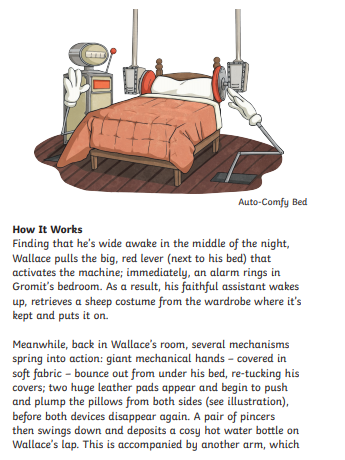 Auto-Comfy Bed
How It Works
Finding that he's wide awake in the middle of the night,
Wallace pulls the big, red lever (next to his bed) that
activates the machine; immediately, an alarm rings in
Gromit's bedroom. As a result, his faithful assistant wakes
up, retrieves a sheep costume from the wardrobe where it's
kept and puts it on.
Meanwhile, back in Wallace's room, several mechanisms
spring into action: giant mechanical hands – covered in
soft fabric – bounce out from under his bed, re-tucking his
covers; two huge leather pads appear and begin to push
and plump the pillows from both sides (see illustration),
before both devices disappear again. A pair of pincers
then swings down and deposits a cosy hot water bottle on
Wallace's lap. This is accompanied by another arm, which